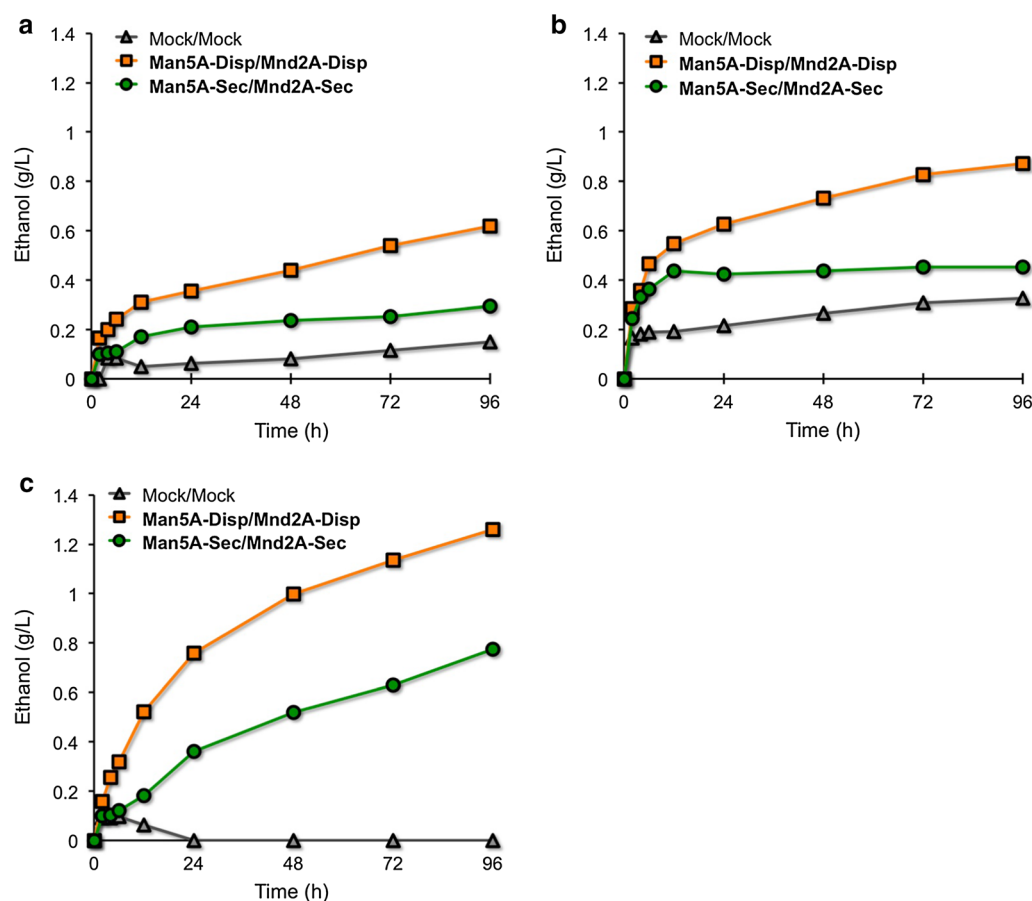 a
Mock/Mock
Man5A-Disp/Mnd2A-Disp
Man5A-Sec/Mnd2A-Sec
1.4
1.2
1
0.8
0.6
0.4
0.2
0
Ethanol (g/L)
0 24 48 72 96
Time (h)
b
Mock/Mock
Man5A-Disp/Mnd2A-Disp
Man5A-Sec/Mnd2A-Sec
1.4
1.2
1
0.8
0.6
0.4
0.2
0
Ethanol (g/L)
0 24 48 72 96
Time (h)
c
Mock/Mock
Man5A-Disp/Mnd2A-Disp
Man5A-Sec/Mnd2A-Sec
1.4
1.2
1
0.8
0.6
0.4
0.2
0
Ethanol (g/L)
0 24 48 72 96
Time (h)